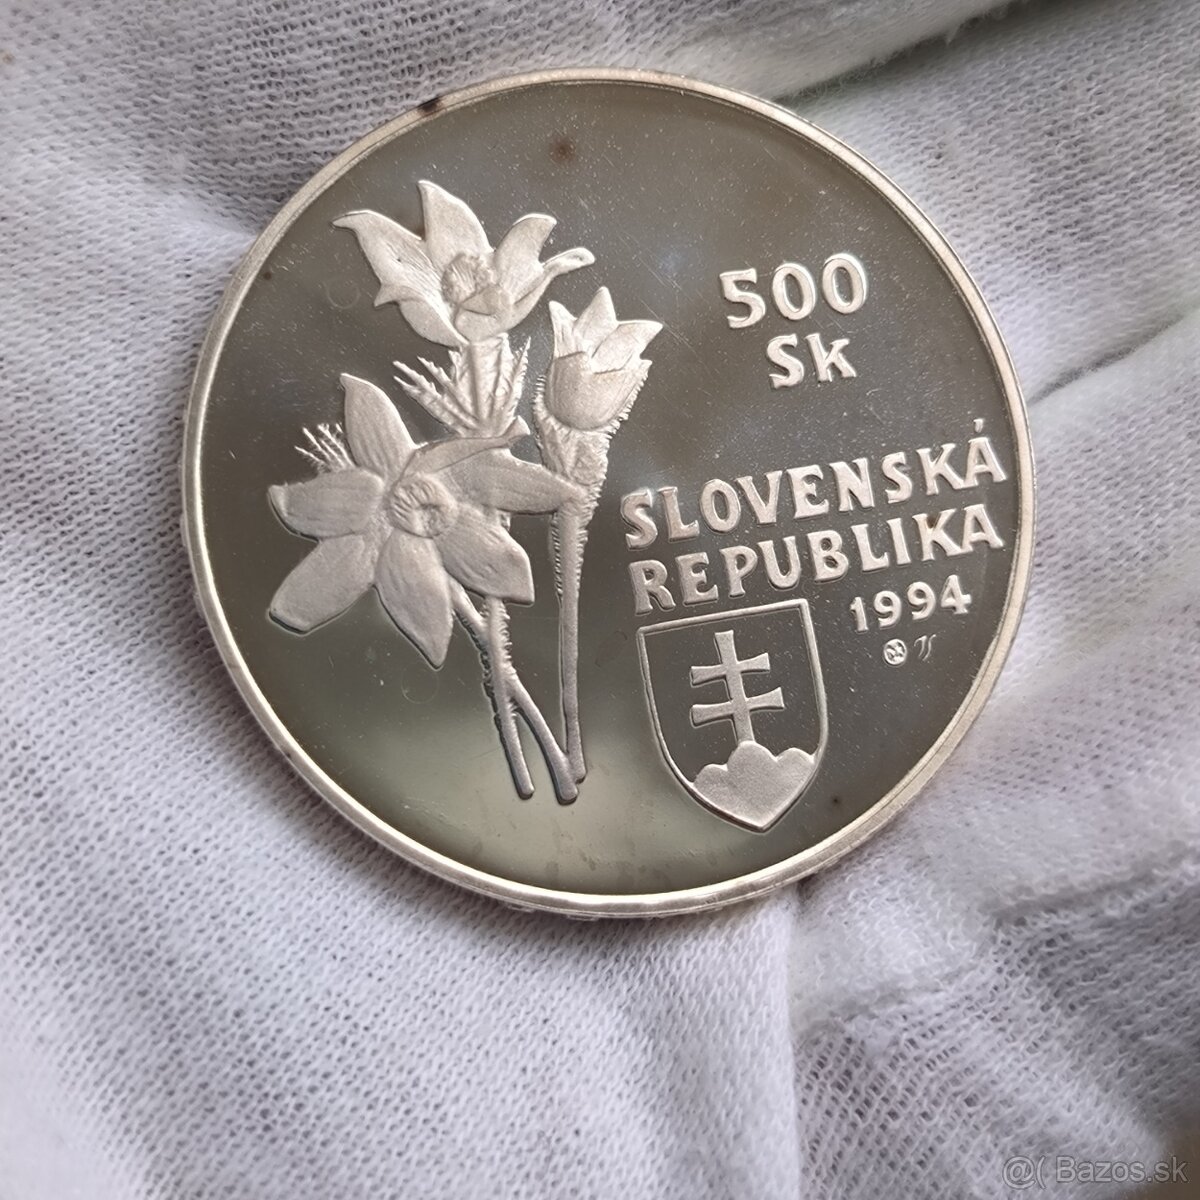 500
Sk
SLOVENSKÁ
REPUBLIKA
1994
@( Bazos.sk